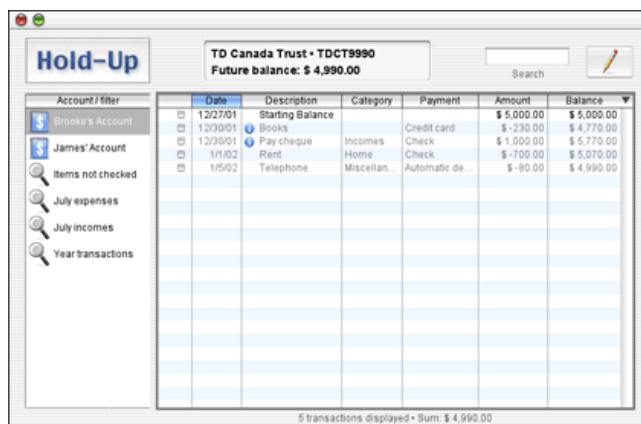 Hold-Up
TD Canada Trust • TDCT9990
Future balance: $ 4,990.00
Search
Account / filter
Brooke's Account
James' Account
Items not checked
July expenses
July incomes
Year transactions
Date Description Category Payment Amount Balance
12/27/01 Starting Balance $ 5,000.00 $ 5,000.00
12/30/01 Books Credit card $ -230.00 $ 4,770.00
12/30/01 Pay cheque Incomes Check $ 1,000.00 $ 5,770.00
1/1/02 Rent Home Check $ -700.00 $ 5,070.00
1/5/02 Telephone Miscellan... Automatic de... $ -80.00 $ 4,990.00
5 transactions displayed • Sum: $ 4,990.00